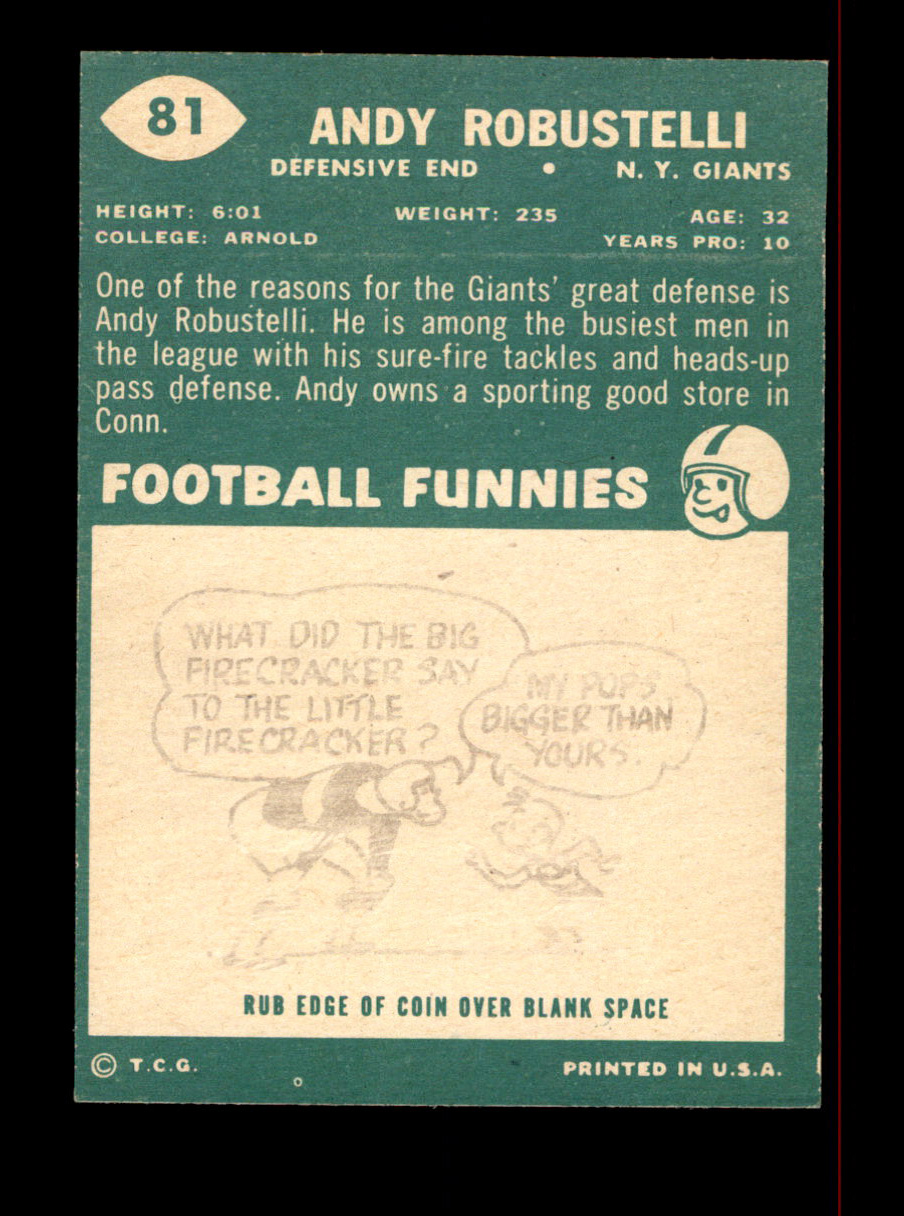 81
ANDY ROBUSTELLI
DEFENSIVE END • N. Y. GIANTS
HEIGHT: 6:01 WEIGHT: 235 AGE: 32
COLLEGE: ARNOLD YEARS PRO: 10
One of the reasons for the Giants' great defense is
Andy Robustelli. He is among the busiest men in
the league with his sure-fire tackles and heads-up
pass defense. Andy owns a sporting good store in
Conn.
FOOTBALL FUNNIES
WHAT DID THE BIG
FIRECRACKER SAY
TO THE LITTLE
FIRECRACKER?
MY POPS
BIGGER THAN
YOURS.
RUB EDGE OF COIN OVER BLANK SPACE
© T.C.G. PRINTED IN U.S.A.